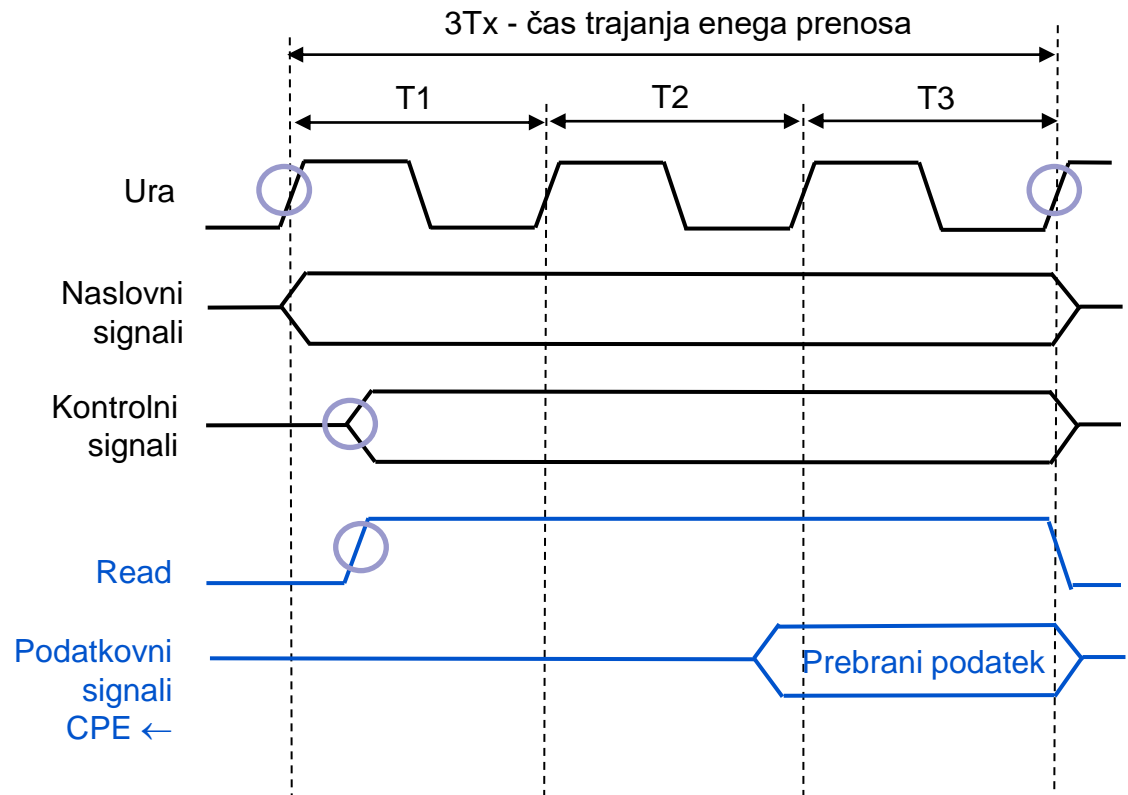 3Tx - čas trajanja enega prenosa
T1
T2
T3
Ura
Naslovni
signali
Kontrolni
signali
Read
Podatkovni
signali
CPE ←
Prebrani podatek